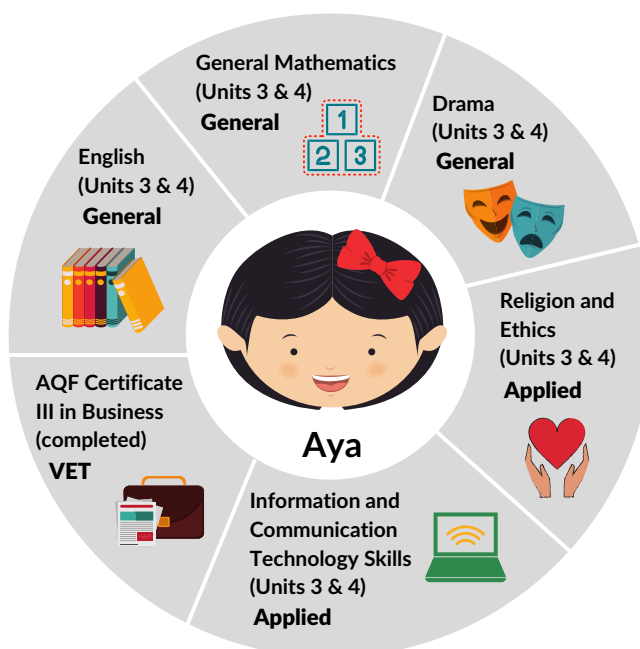 General Mathematics
(Units 3 & 4)
General
1
2 3
Drama
(Units 3 & 4)
General
Religion and
Ethics
(Units 3 & 4)
Applied
Information and
Communication
Technology Skills
(Units 3 & 4)
Applied
AQF Certificate
III in Business
(completed)
VET
English
(Units 3 & 4)
General
Aya